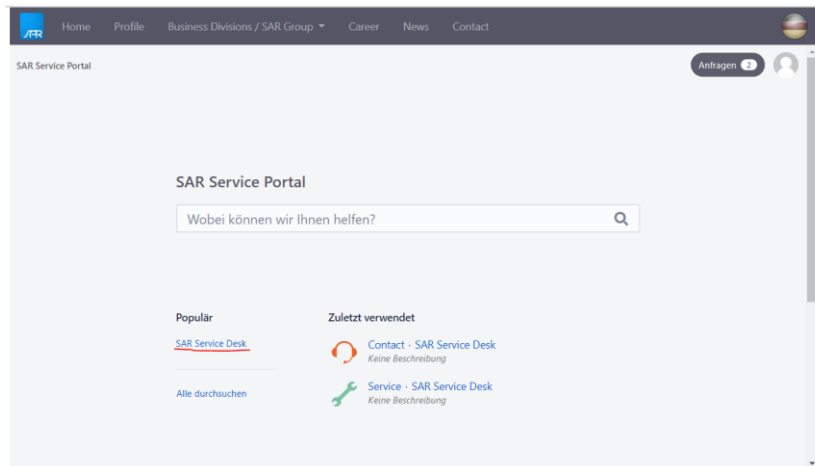 SAR Home Profile Business Divisions / SAR Group Career News Contact
SAR Service Portal Anfragen 2
SAR Service Portal
Wobei können wir Ihnen helfen?
Populär
SAR Service Desk
Alle durchsuchen
Zuletzt verwendet
Contact · SAR Service Desk
Keine Beschreibung
Service · SAR Service Desk
Keine Beschreibung